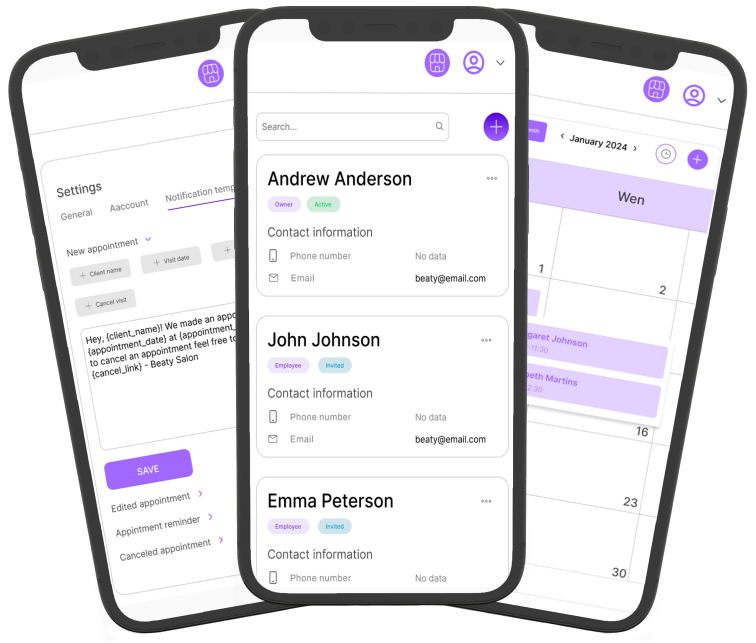 Settings
General Aaccount Notification temp
New appointment
+ Client name + Visit date +
+ Cancel visit
Hey, {client_name}! We made an appo
{appointment_date} at {appointment_
to cancel an appointment feel free to
{cancel_link} - Beaty Salon
SAVE
Edited appointment >
Appintment reminder >
Canceled appointment >
Search...
Andrew Anderson
Owner Active
Contact information
Phone number No data
Email beaty@email.com
John Johnson
Employee Invited
Contact information
Phone number No data
Email beaty@email.com
Emma Peterson
Employee Invited
Contact information
Phone number No data
< January 2024 >
Wen
1
2
garet Johnson
11:30
beth Martins
2:30
16
23
30